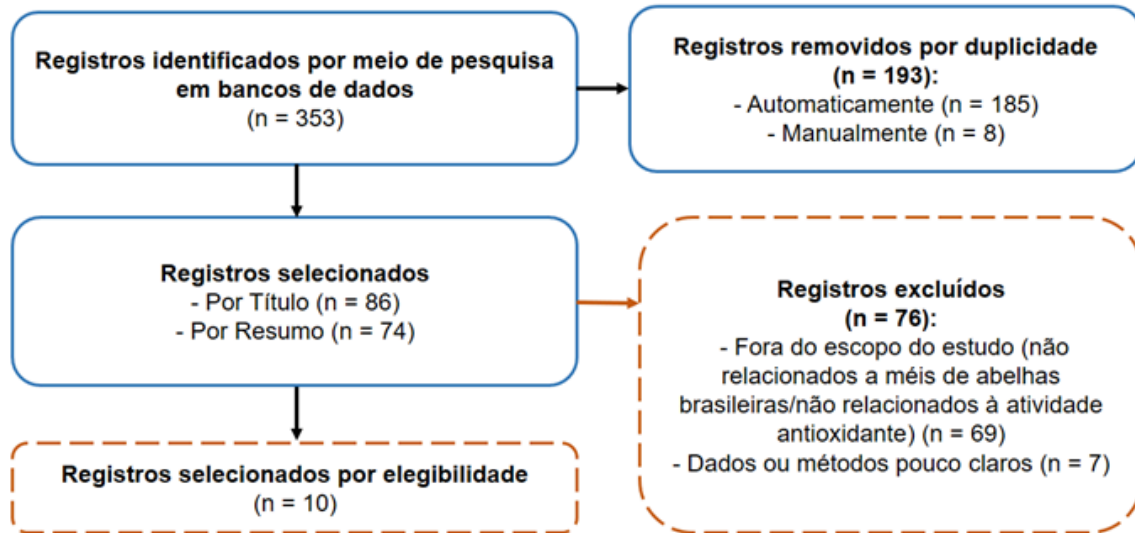 Registros identificados por meio de pesquisa
em bancos de dados
(n = 353)
Registros removidos por duplicidade
(n = 193):
- Automaticamente (n = 185)
- Manualmente (n = 8)
Registros selecionados
- Por Título (n = 86)
- Por Resumo (n = 74)
Registros excluídos
(n = 76):
- Fora do escopo do estudo (não
relacionados a méis de abelhas
brasileiras/não relacionados à atividade
antioxidante) (n = 69)
- Dados ou métodos pouco claros (n = 7)
Registros selecionados por elegibilidade
(n = 10)